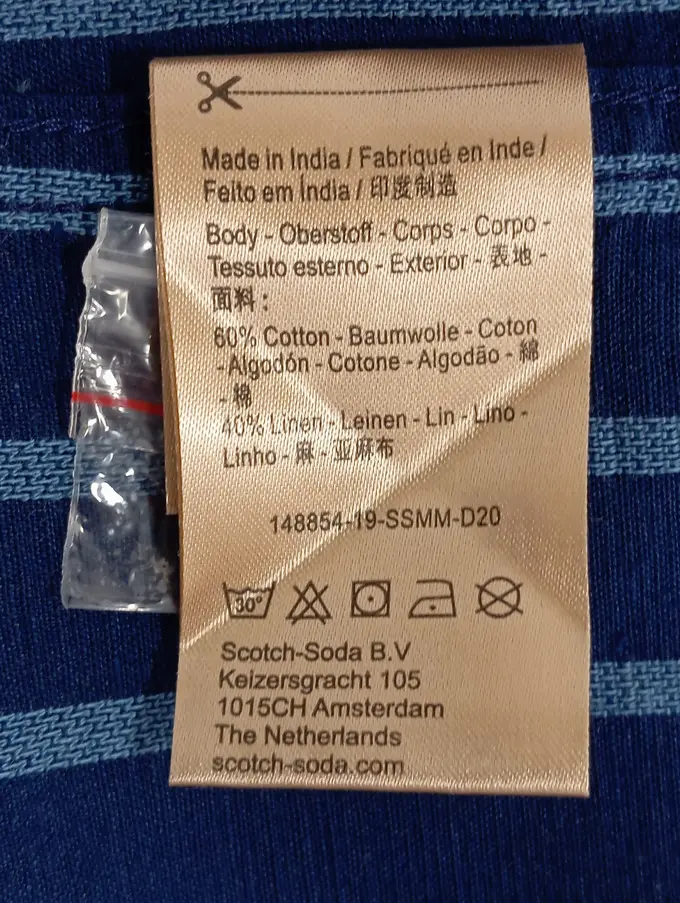 Made in India / Fabriqué en Inde /
Feito em Índia / 印度制造
Body - Oberstoff - Corps - Corpo -
Tessuto esterno - Exterior - 表地 -
面料 :
60% Cotton - Baumwolle - Coton
- Algodón - Cotone - Algodão - 綿
- 棉
40% Linen - Leinen - Lin - Lino -
Linho - 麻 - 亚麻布
148854-19-SSMM-D20
30°
Scotch-Soda B.V
Keizersgracht 105
1015CH Amsterdam
The Netherlands
scotch-soda.com